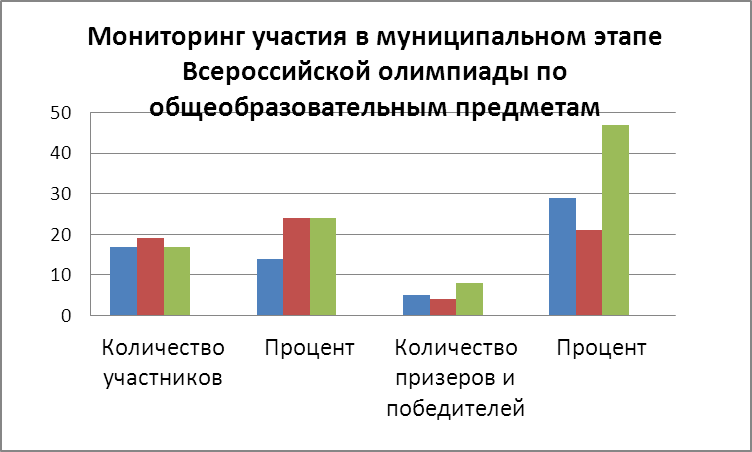 Мониторинг участия в муниципальном этапе
Всероссийской олимпиады по
общеобразовательным предметам
50
40
30
20
10
0
Количество
участников
Процент
Количество
призеров и
победителей
Процент